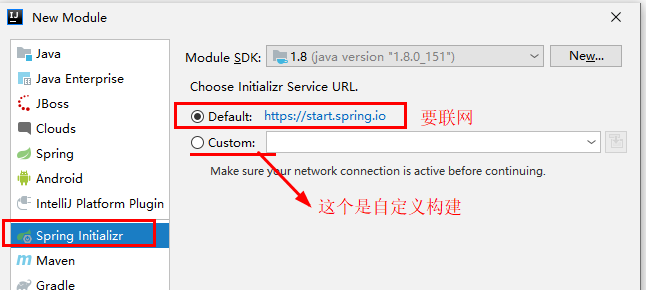 New Module
Java
Java Enterprise
JBoss
Clouds
Spring
Android
IntelliJ Platform Plugin
Spring Initializr
Maven
Gradle
Module SDK: 1.8 (java version "1.8.0_151") New...
Choose Initializr Service URL.
Default: https://start.spring.io 要联网
Custom:
Make sure your network connection is active before continuing.
这个是自定义构建